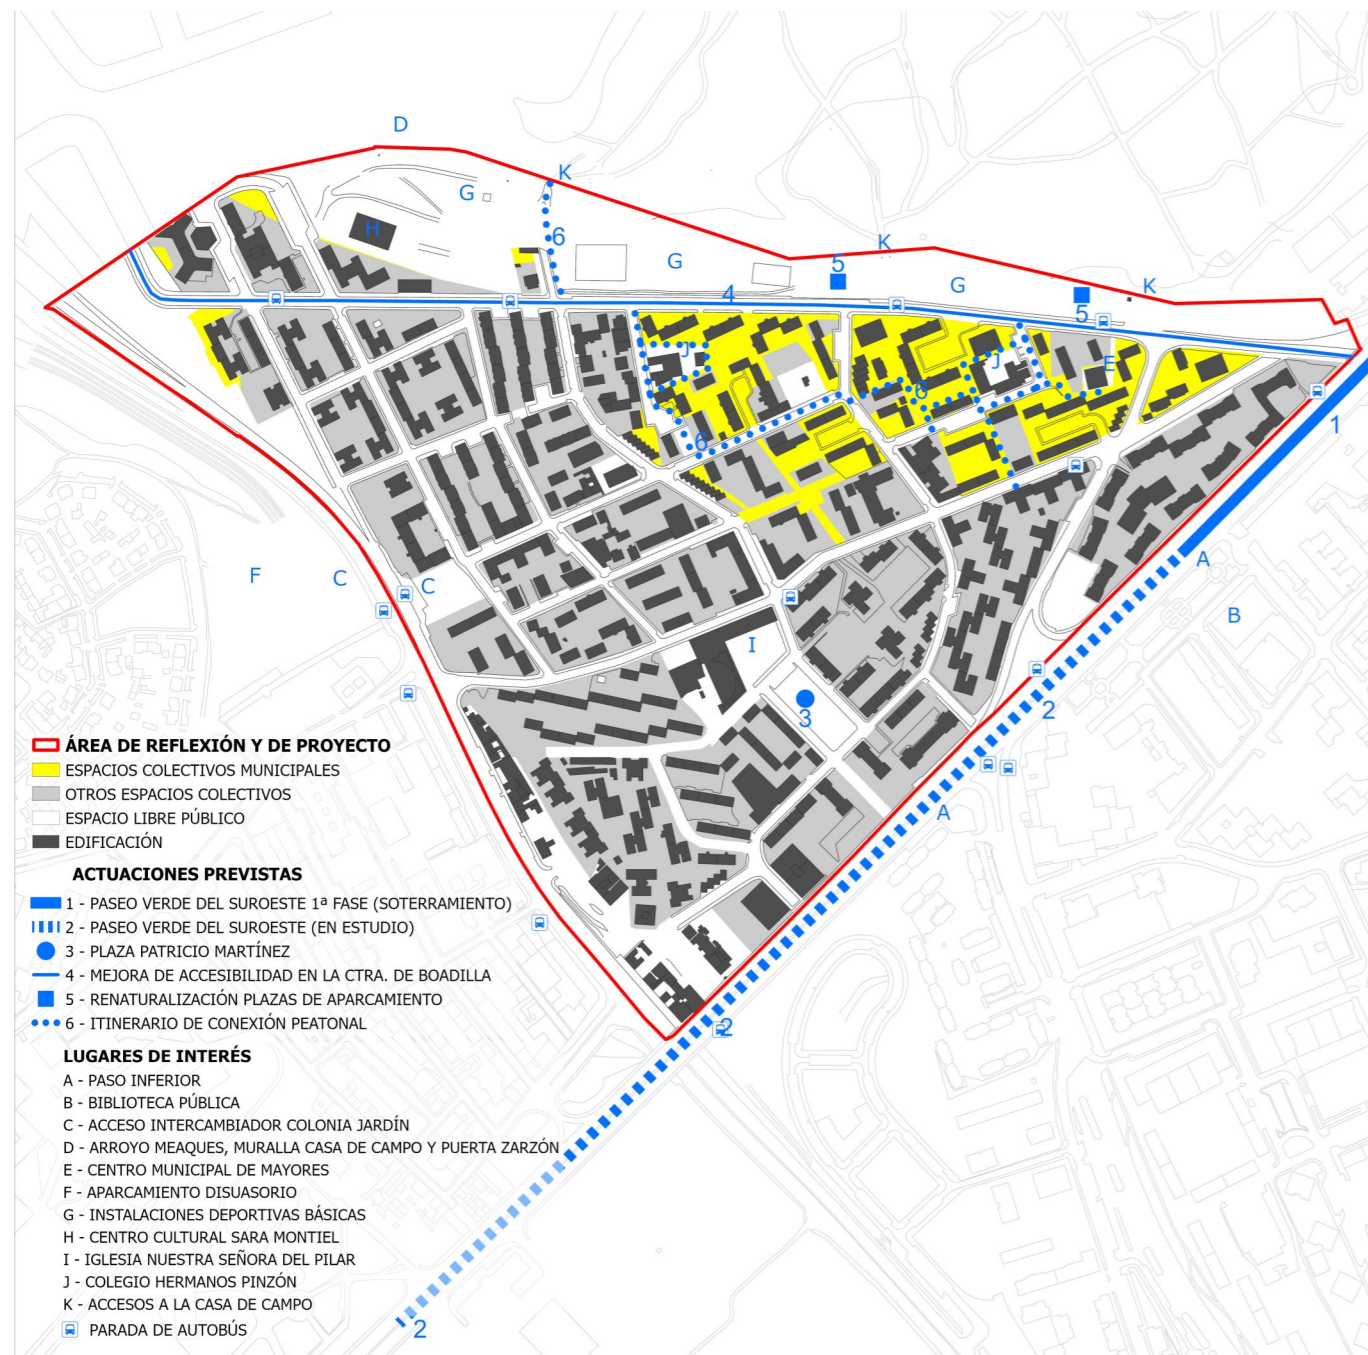 D
K
G
H
6
K
G
5
G
K
4
5
J
J
E
6
6
1
A
F
C
C
B
I
3
2
A
2
2
ÁREA DE REFLEXIÓN Y DE PROYECTO
ESPACIOS COLECTIVOS MUNICIPALES
OTROS ESPACIOS COLECTIVOS
ESPACIO LIBRE PÚBLICO
EDIFICACIÓN
ACTUACIONES PREVISTAS
1 - PASEO VERDE DEL SUROESTE 1ª FASE (SOTERRAMIENTO)
2 - PASEO VERDE DEL SUROESTE (EN ESTUDIO)
3 - PLAZA PATRICIO MARTÍNEZ
4 - MEJORA DE ACCESIBILIDAD EN LA CTRA. DE BOADILLA
5 - RENATURALIZACIÓN PLAZAS DE APARCAMIENTO
6 - ITINERARIO DE CONEXIÓN PEATONAL
LUGARES DE INTERÉS
A - PASO INFERIOR
B - BIBLIOTECA PÚBLICA
C - ACCESO INTERCAMBIADOR COLONIA JARDÍN
D - ARROYO MEAQUES, MURALLA CASA DE CAMPO Y PUERTA ZARZÓN
E - CENTRO MUNICIPAL DE MAYORES
F - APARCAMIENTO DISUASORIO
G - INSTALACIONES DEPORTIVAS BÁSICAS
H - CENTRO CULTURAL SARA MONTIEL
I - IGLESIA NUESTRA SEÑORA DEL PILAR
J - COLEGIO HERMANOS PINZÓN
K - ACCESOS A LA CASA DE CAMPO
PARADA DE AUTOBÚS